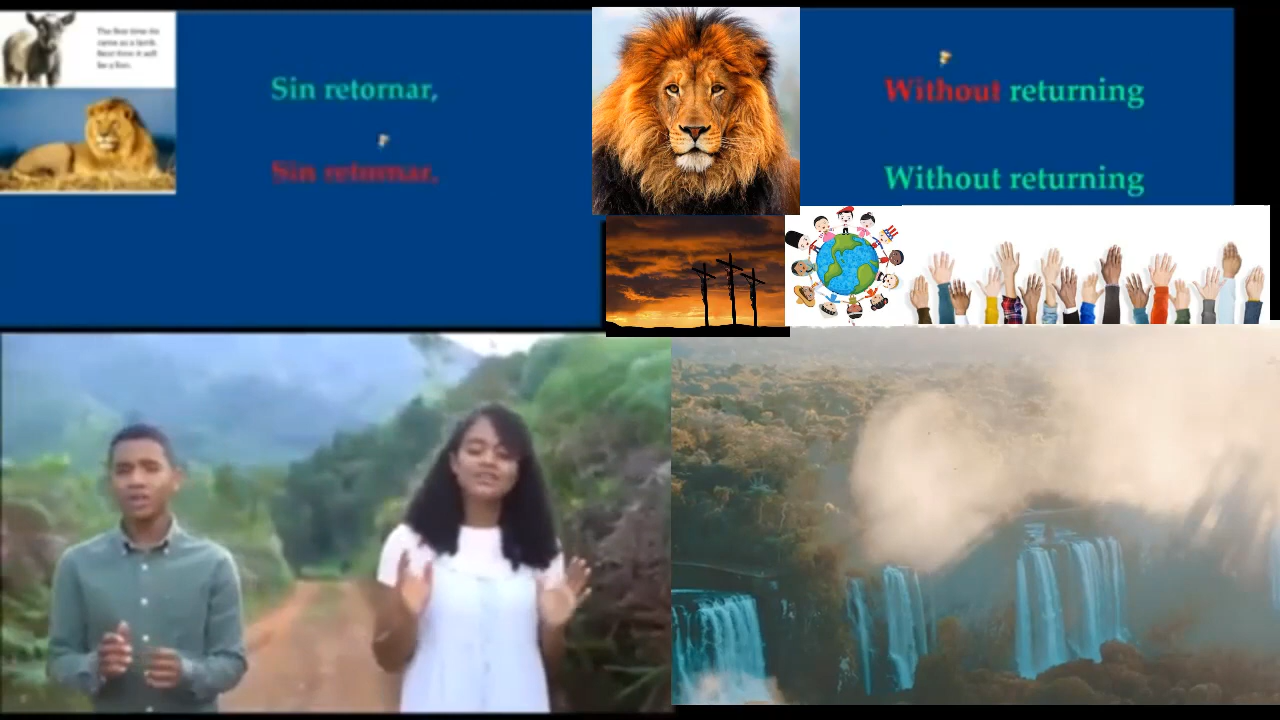 The first time He
came as a lamb.
Next time it will
be a lion.
Sin retornar,
Sin retornar.
Without returning
Without returning